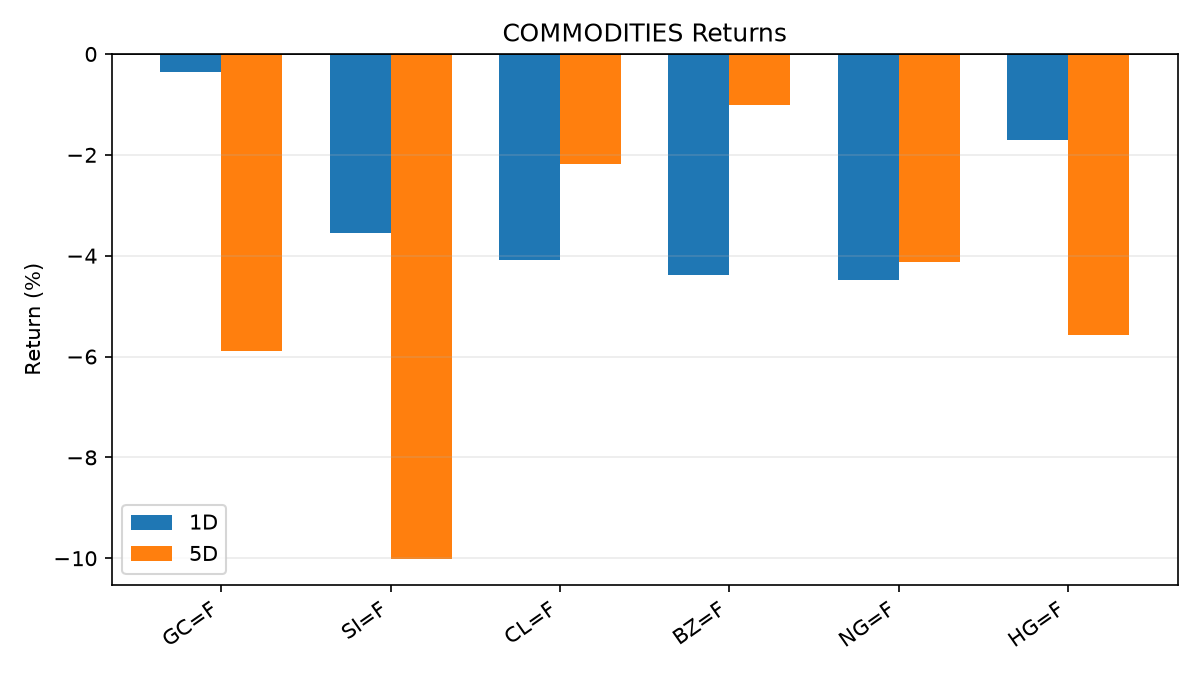 COMMODITIES Returns
Return (%)
0
−2
−4
−6
−8
−10
1D
5D
GC=F
SI=F
CL=F
BZ=F
NG=F
HG=F